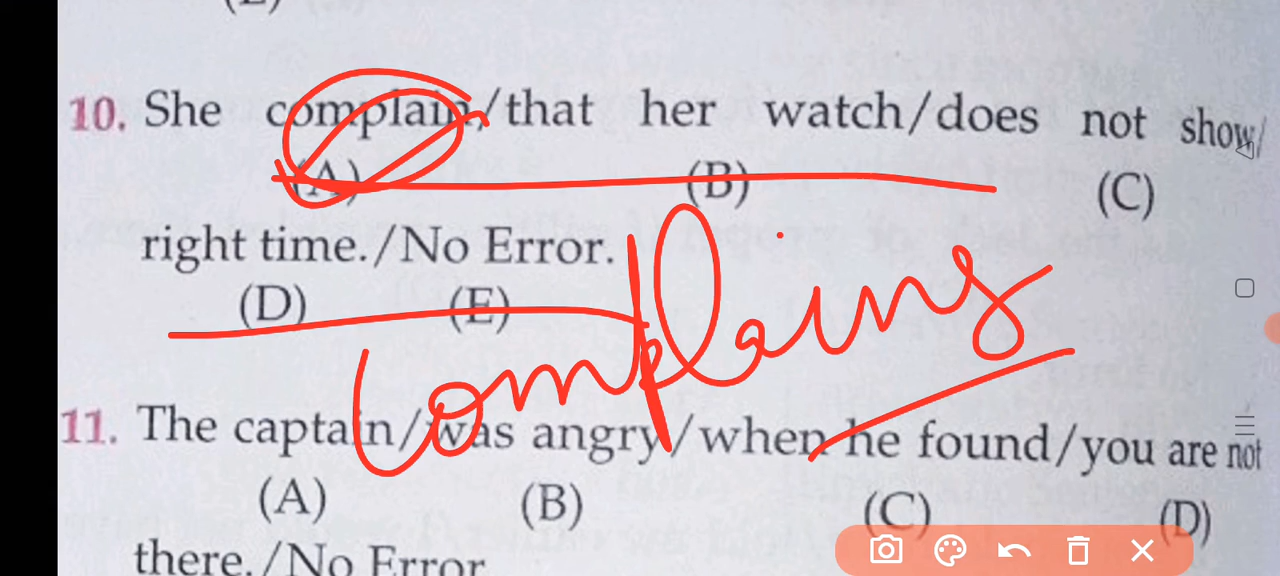 10. She complain/that her watch/does not show/
(A) (B) (C)
right time./No Error.
(D) (E)
Complains
11. The captain/was angry/when he found/you are not
(A) (B) (C) (D)
there./No Error